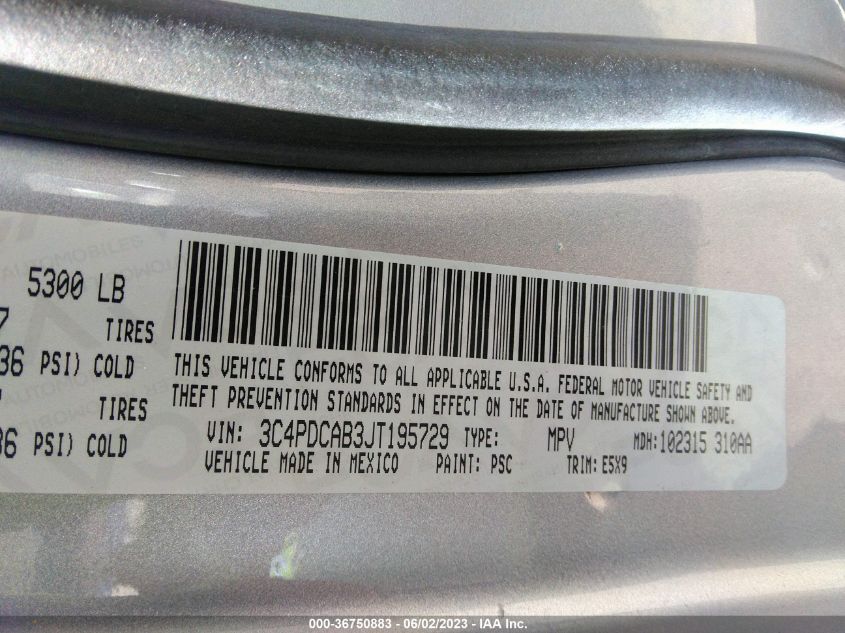 5300 LB
7 TIRES
36 PSI) COLD
TIRES
36 PSI) COLD
THIS VEHICLE CONFORMS TO ALL APPLICABLE U.S.A. FEDERAL MOTOR VEHICLE SAFETY AND
THEFT PREVENTION STANDARDS IN EFFECT ON THE DATE OF MANUFACTURE SHOWN ABOVE.
VIN: 3C4PDCAB3JT195729 TYPE: MPV MDH:102315 310AA
VEHICLE MADE IN MEXICO PAINT: PSC TRIM: E5X9
000-36750883 - 06/02/2023 - IAA Inc.